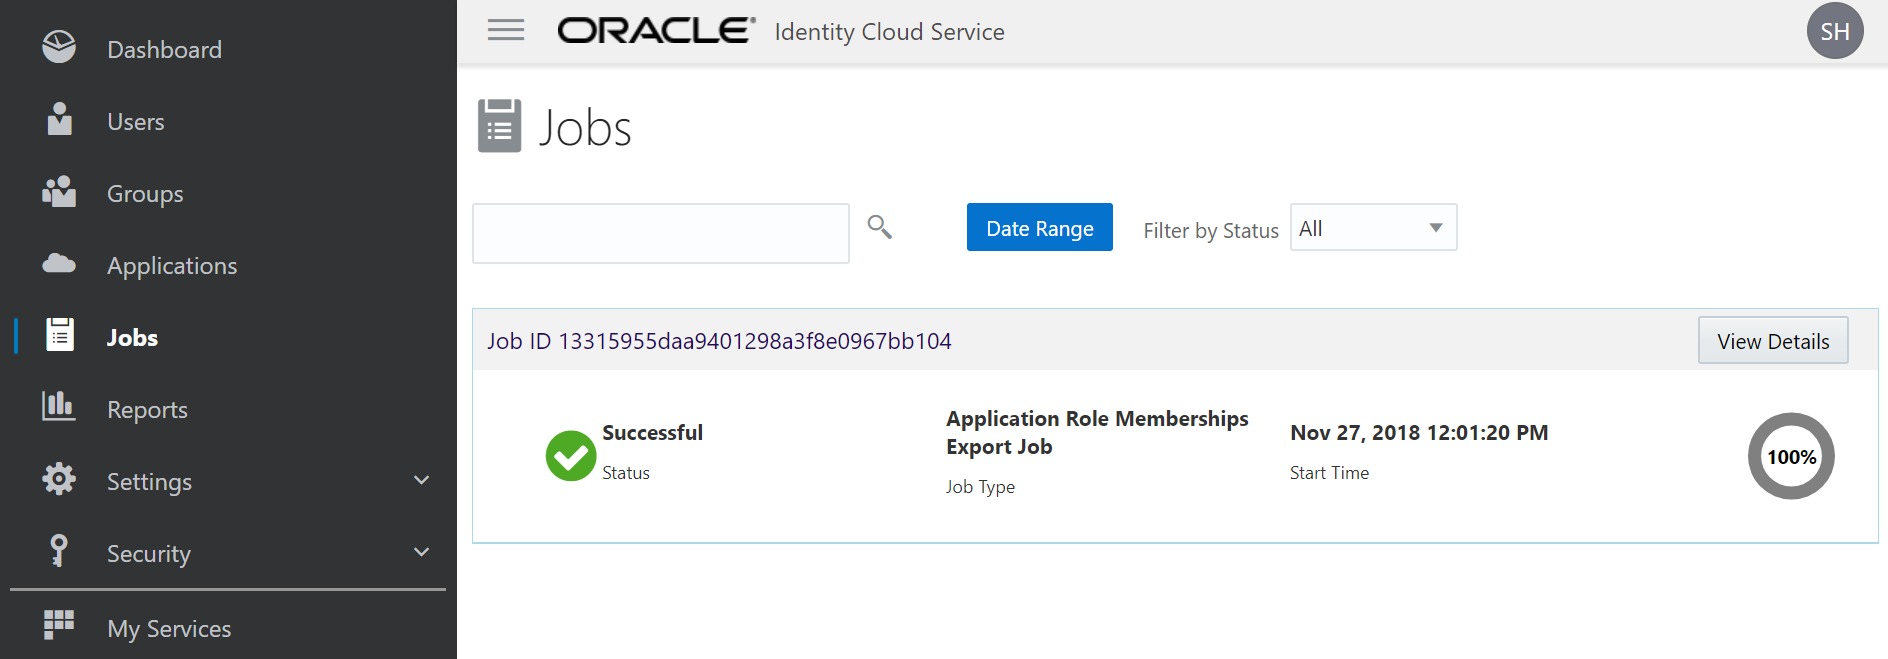 Dashboard
Users
Groups
Applications
Jobs
Reports
Settings
Security
My Services
ORACLE® Identity Cloud Service
SH
Jobs
Date Range
Filter by Status
All
Job ID 13315955daa9401298a3f8e0967bb104
View Details
Successful
Status
Application Role Memberships
Export Job
Job Type
Nov 27, 2018 12:01:20 PM
Start Time
100%